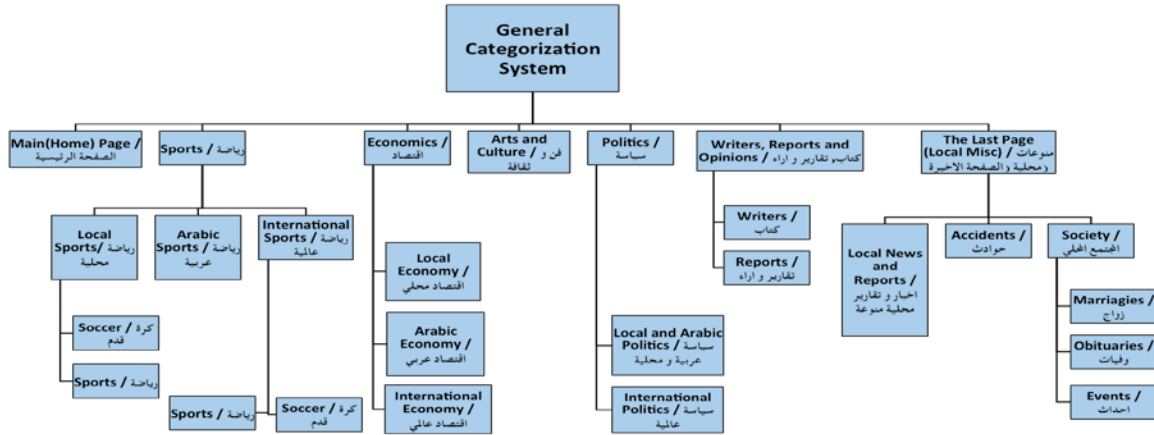 General
Categorization
System
Main(Home) Page /
الصفحة الرئيسية
Sports / رياضة
Economics /
اقتصاد
Arts and
Culture / فن و
ثقافة
Politics /
سياسة
Writers, Reports and
Opinions / كتاب, تقارير و اراء
The Last Page
(Local Misc) / منوعات
محلية (الصفحة الاخيرة)
Local
Sports/ رياضة
محلية
Arabic
Sports / رياضة
عربية
International
Sports / رياضة
عالمية
Writers /
كتاب
Reports /
تقارير و اراء
Local News
and
Reports /
اخبار و تقارير
محلية منوعة
Accidents /
حوادث
Society /
المجتمع المحلي
Local
Economy /
اقتصاد محلي
Arabic
Economy /
اقتصاد عربي
International
Economy /
اقتصاد عالمي
Local and Arabic
Politics / سياسة
عربية و محلية
International
Politics / سياسة
عالمية
Marriagies /
زواج
Obituaries /
وفيات
Events /
احداث
Soccer / كرة
قدم
Sports / رياضة
Sports / رياضة
Soccer / كرة
قدم